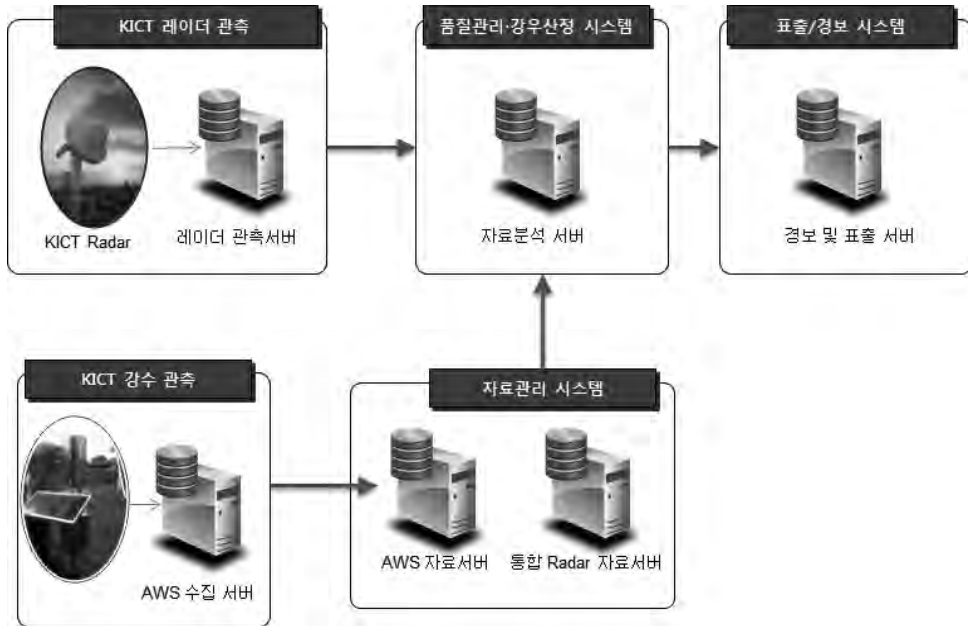 KICT 레이더 관측
KICT Radar
레이더 관측서버
품질관리·강우산정 시스템
자료분석 서버
표출/경보 시스템
경보 및 표출 서버
KICT 강수 관측
AWS 수집 서버
자료관리 시스템
AWS 자료서버
통합 Radar 자료서버